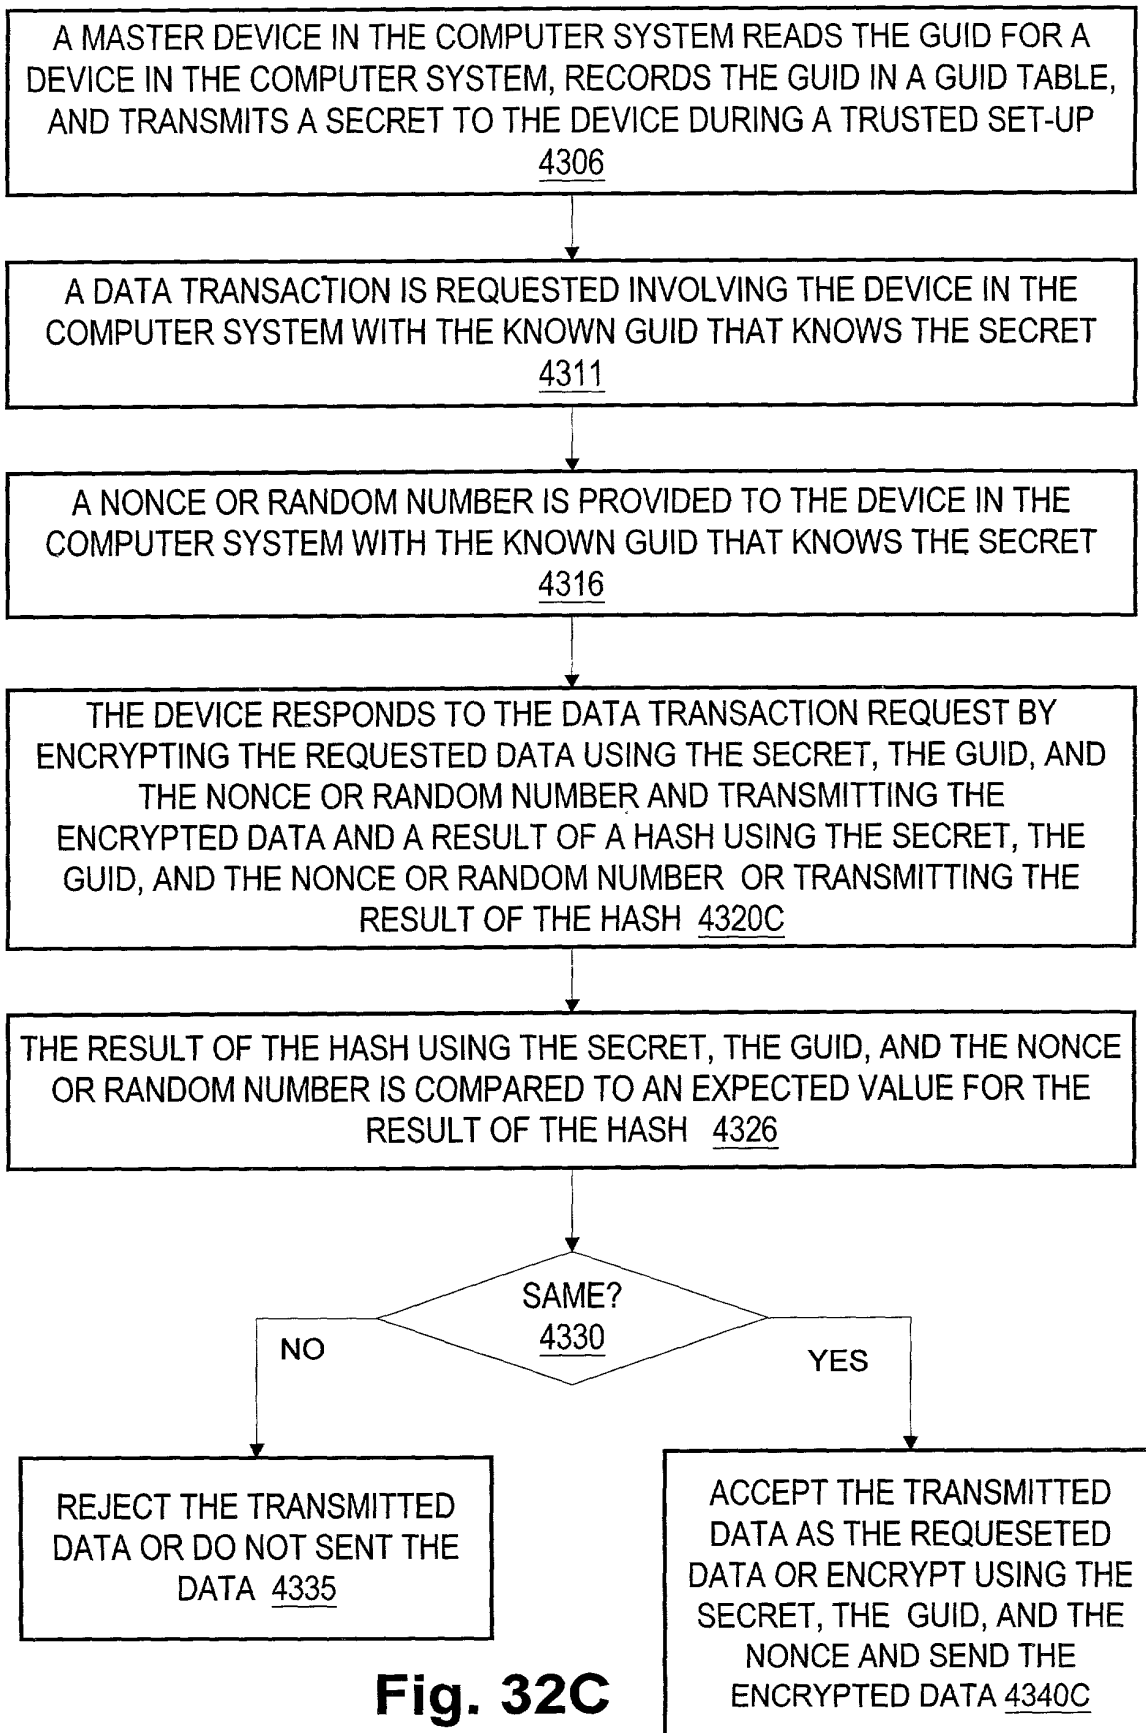 A MASTER DEVICE IN THE COMPUTER SYSTEM READS THE GUID FOR A
DEVICE IN THE COMPUTER SYSTEM, RECORDS THE GUID IN A GUID TABLE,
AND TRANSMITS A SECRET TO THE DEVICE DURING A TRUSTED SET-UP
4306
A DATA TRANSACTION IS REQUESTED INVOLVING THE DEVICE IN THE
COMPUTER SYSTEM WITH THE KNOWN GUID THAT KNOWS THE SECRET
4311
A NONCE OR RANDOM NUMBER IS PROVIDED TO THE DEVICE IN THE
COMPUTER SYSTEM WITH THE KNOWN GUID THAT KNOWS THE SECRET
4316
THE DEVICE RESPONDS TO THE DATA TRANSACTION REQUEST BY
ENCRYPTING THE REQUESTED DATA USING THE SECRET, THE GUID, AND
THE NONCE OR RANDOM NUMBER AND TRANSMITTING THE
ENCRYPTED DATA AND A RESULT OF A HASH USING THE SECRET, THE
GUID, AND THE NONCE OR RANDOM NUMBER OR TRANSMITTING THE
RESULT OF THE HASH 4320C
THE RESULT OF THE HASH USING THE SECRET, THE GUID, AND THE NONCE
OR RANDOM NUMBER IS COMPARED TO AN EXPECTED VALUE FOR THE
RESULT OF THE HASH 4326
SAME?
4330
NO
YES
REJECT THE TRANSMITTED
DATA OR DO NOT SENT THE
DATA 4335
ACCEPT THE TRANSMITTED
DATA AS THE REQUESETED
DATA OR ENCRYPT USING THE
SECRET, THE GUID, AND THE
NONCE AND SEND THE
ENCRYPTED DATA 4340C
Fig. 32C